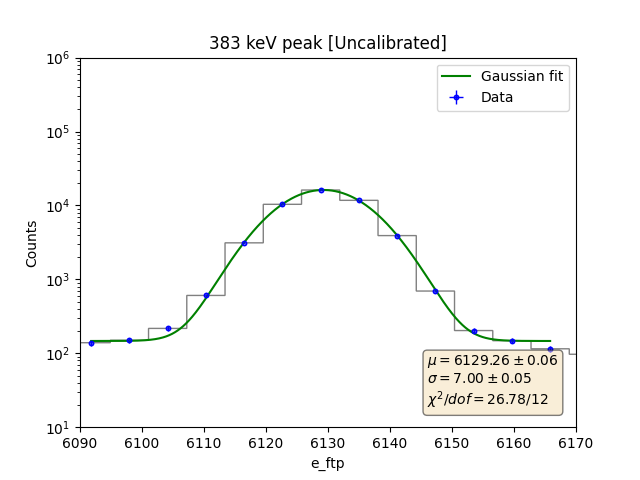 383 keV peak [Uncalibrated]
Gaussian fit
Data
Counts
10^6
10^5
10^4
10^3
10^2
10^1
μ = 6129.26 ± 0.06
σ = 7.00 ± 0.05
χ^2/dof = 26.78/12
6090 6100 6110 6120 6130 6140 6150 6160 6170
e_ftp